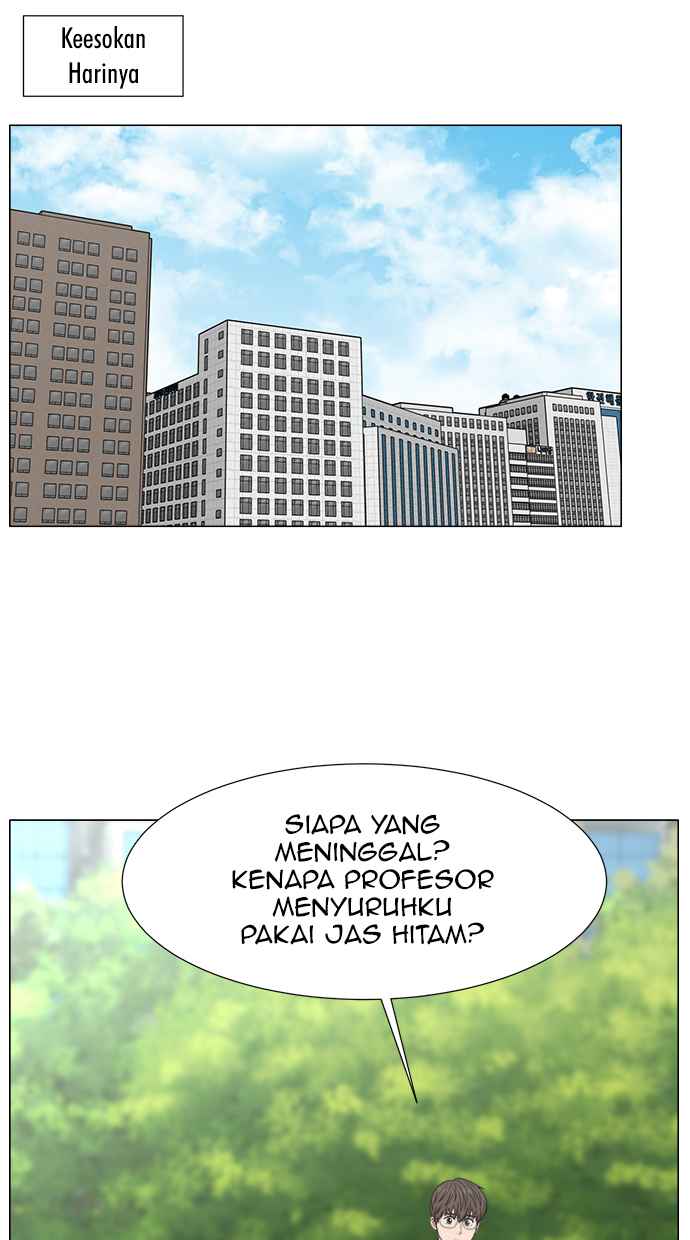 Keesokan
Harinya
SIAPA YANG
MENINGGAL?
KENAPA PROFESOR
MENYURUHKU
PAKAI JAS HITAM?